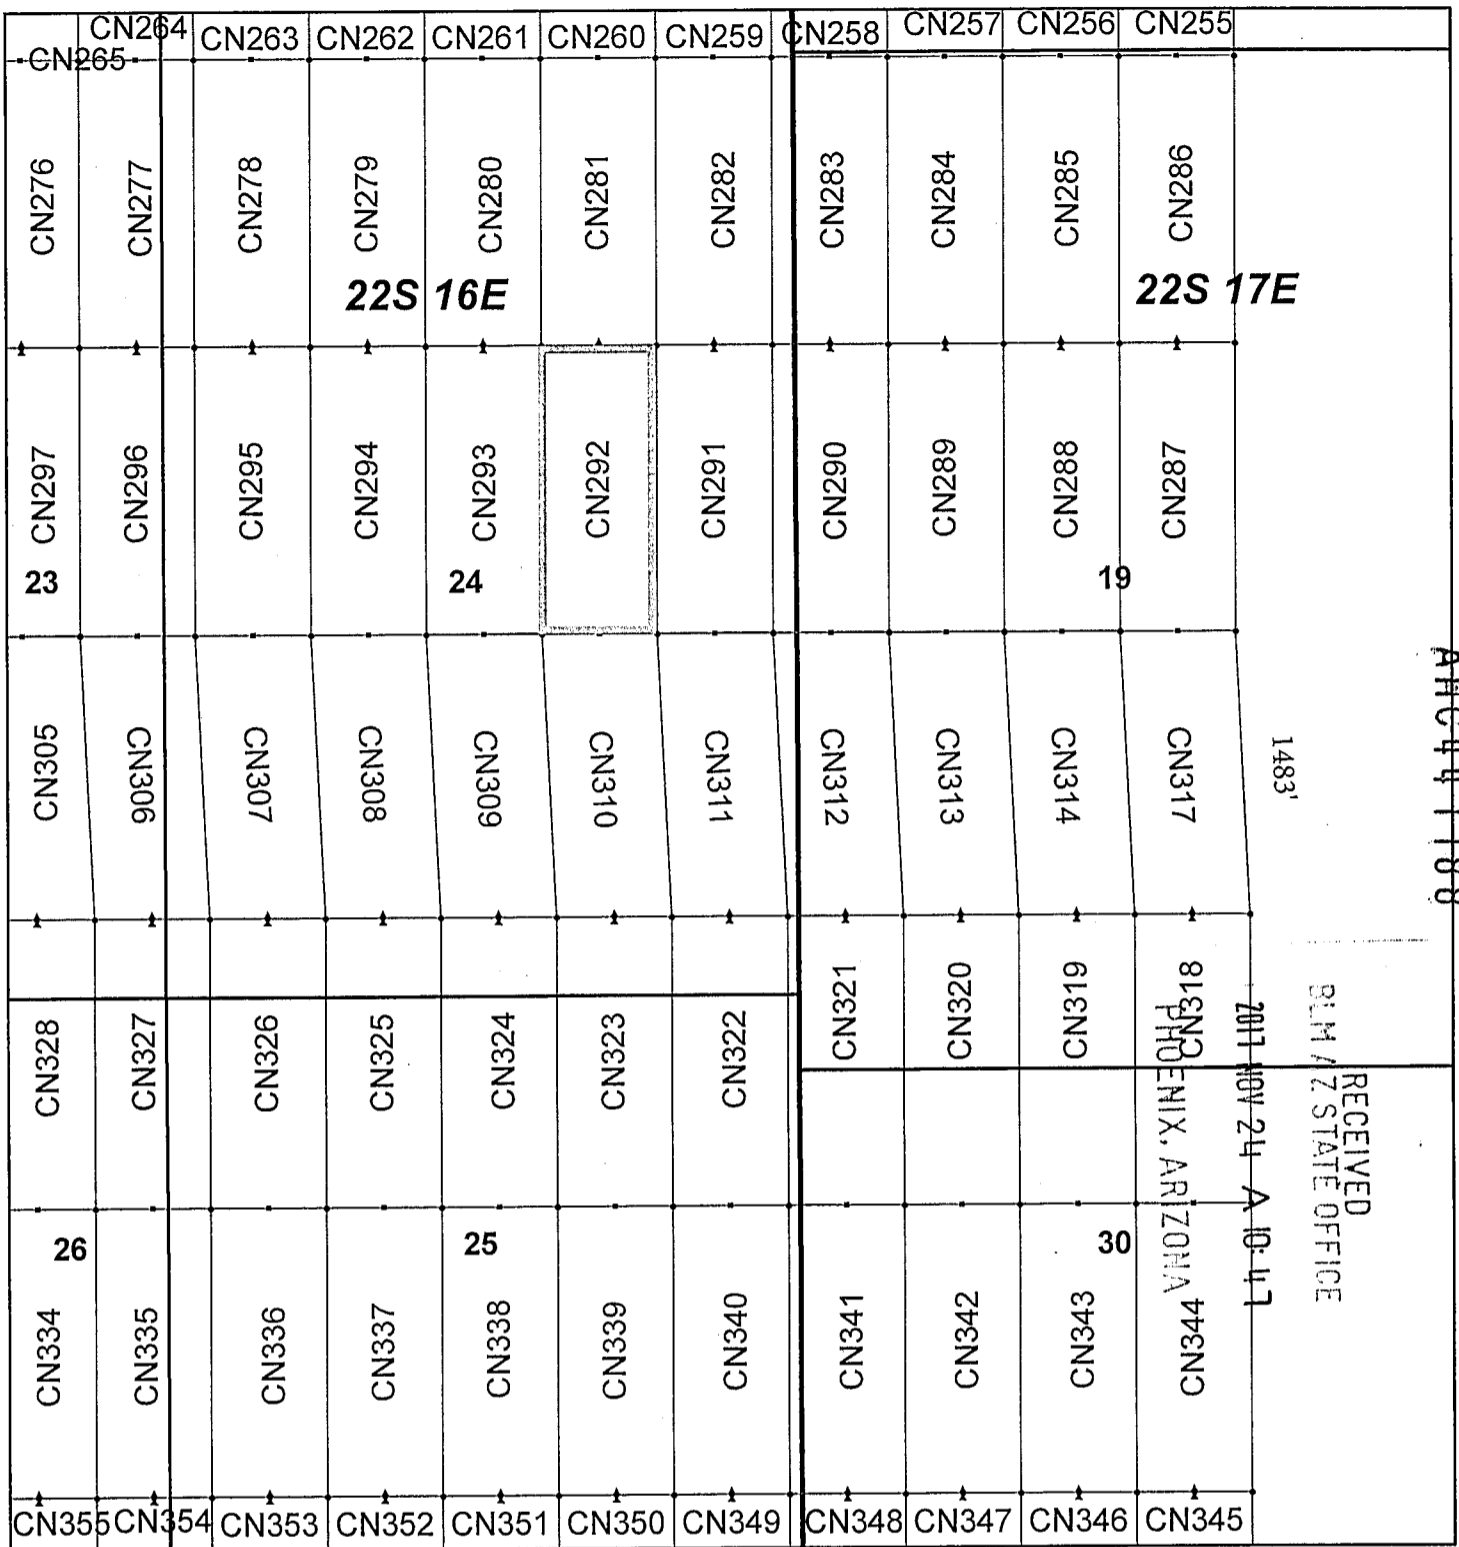 CN265 CN264 CN263 CN262 CN261 CN260 CN259 CN258 CN257 CN256 CN255
CN276 CN277 CN278 CN279 CN280 CN281 CN282 CN283 CN284 CN285 CN286
22S 16E
22S 17E
CN297 CN296 CN295 CN294 CN293 CN292 CN291 CN290 CN289 CN288 CN287
23 24 19
CN305 CN306 CN307 CN308 CN309 CN310 CN311 CN312 CN313 CN314 CN317
1483'
CN328 CN327 CN326 CN325 CN324 CN323 CN322 CN321 CN320 CN319 CN318
RECEIVED
BLM AZ STATE OFFICE
NOV 24 A 10:47
PHOENIX, ARIZONA
26 25 30
CN334 CN335 CN336 CN337 CN338 CN339 CN340 CN341 CN342 CN343 CN344
CN355 CN354 CN353 CN352 CN351 CN350 CN349 CN348 CN347 CN346 CN345